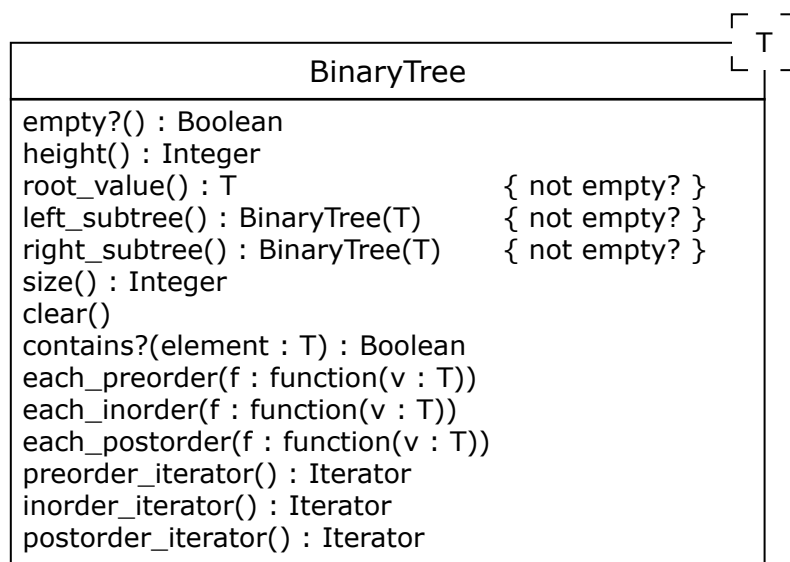 T
BinaryTree
empty?() : Boolean
height() : Integer
root_value() : T { not empty? }
left_subtree() : BinaryTree(T) { not empty? }
right_subtree() : BinaryTree(T) { not empty? }
size() : Integer
clear()
contains?(element : T) : Boolean
each_preorder(f : function(v : T))
each_inorder(f : function(v : T))
each_postorder(f : function(v : T))
preorder_iterator() : Iterator
inorder_iterator() : Iterator
postorder_iterator() : Iterator